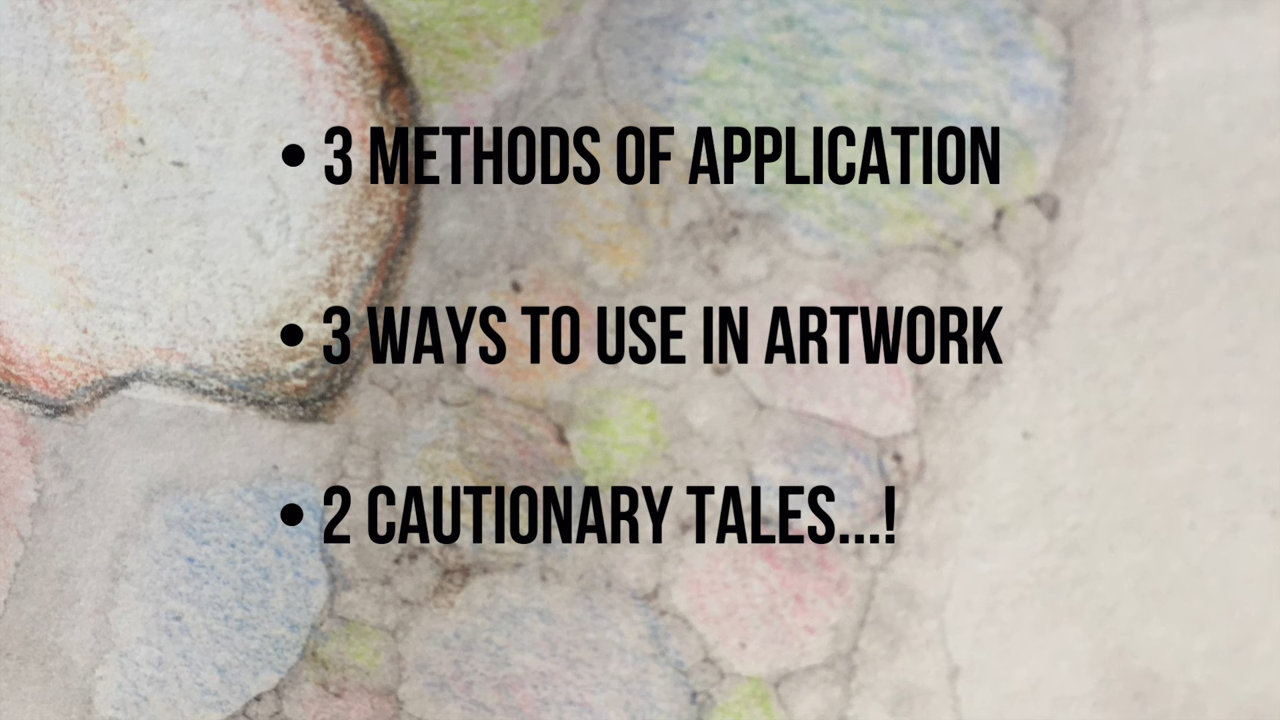 • 3 METHODS OF APPLICATION
• 3 WAYS TO USE IN ARTWORK
• 2 CAUTIONARY TALES...!